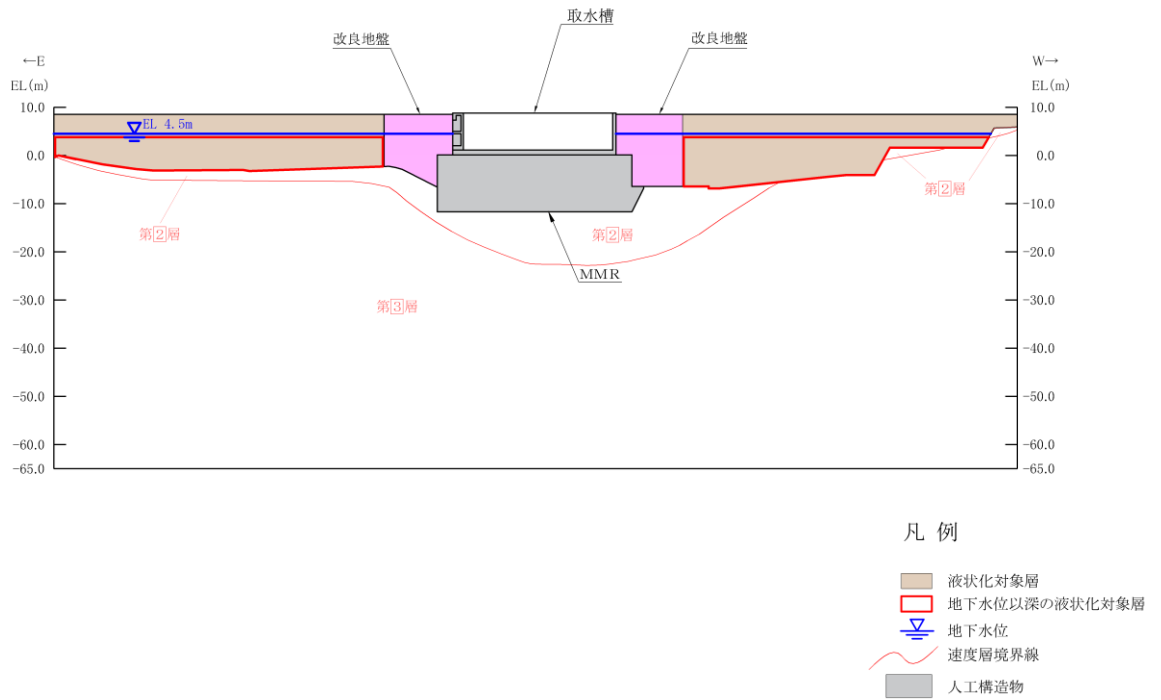 取水槽
改良地盤
改良地盤
←E
W→
EL(m)
EL(m)
10.0
10.0
EL 4.5m
0.0
0.0
第2層
-10.0
-10.0
第2層
第2層
-20.0
-20.0
MMR
-30.0
-30.0
第3層
-40.0
-40.0
-50.0
-50.0
-60.0
-60.0
-65.0
-65.0
凡 例
液状化対象層
地下水位以深の液状化対象層
地下水位
速度層境界線
人工構造物